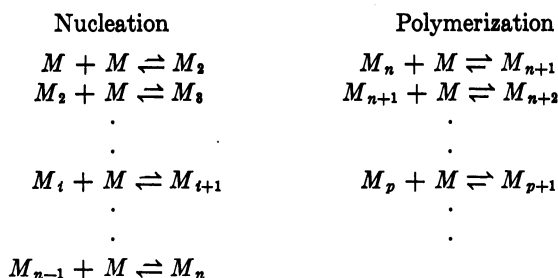 Nucleation
M + M ⇌ M₂
M₂ + M ⇌ M₃
.
.
Mᵢ + M ⇌ Mᵢ₊₁
.
.
Mₙ₋₁ + M ⇌ Mₙ
Polymerization
Mₙ + M ⇌ Mₙ₊₁
Mₙ₊₁ + M ⇌ Mₙ₊₂
.
.
Mₚ + M ⇌ Mₚ₊₁
.
.